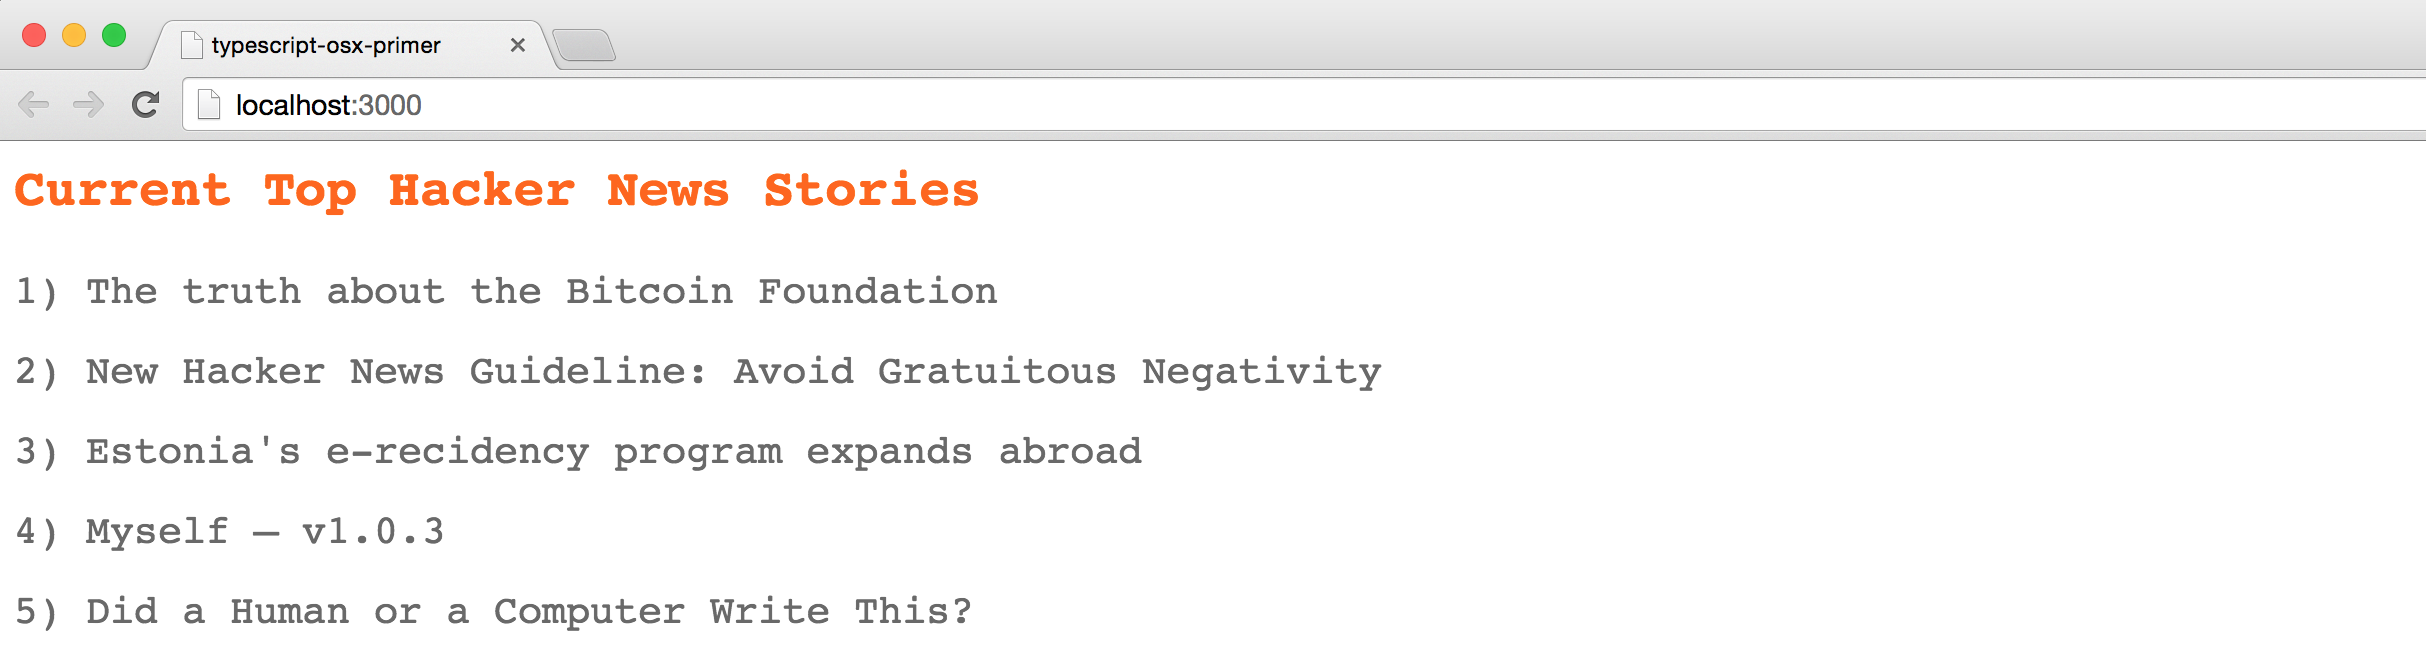 typescript-osx-primer
localhost:3000
Current Top Hacker News Stories
1) The truth about the Bitcoin Foundation
2) New Hacker News Guideline: Avoid Gratuitous Negativity
3) Estonia's e-recidency program expands abroad
4) Myself — v1.0.3
5) Did a Human or a Computer Write This?